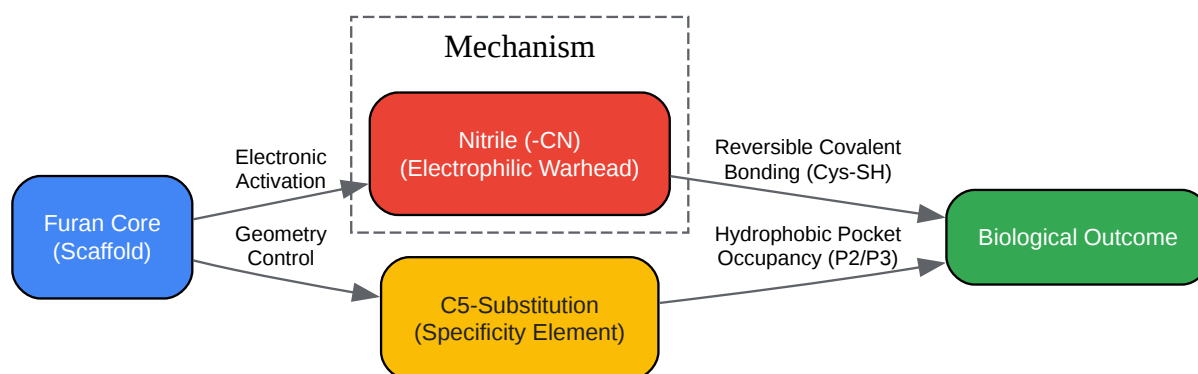 Mechanism
Nitrile (-CN)
(Electrophilic Warhead)
Electronic
Activation
Reversible Covalent
Bonding (Cys-SH)
Furan Core
(Scaffold)
Geometry
Control
Hydrophobic Pocket
Occupancy (P2/P3)
Biological Outcome
C5-Substitution
(Specificity Element)